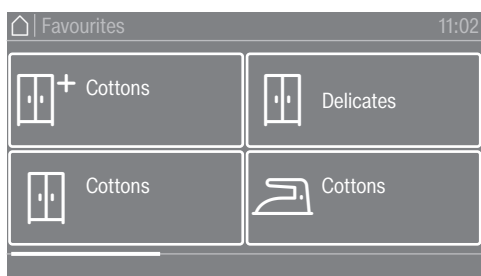 Favourites 11:02
+ Cottons
Delicates
Cottons
Cottons